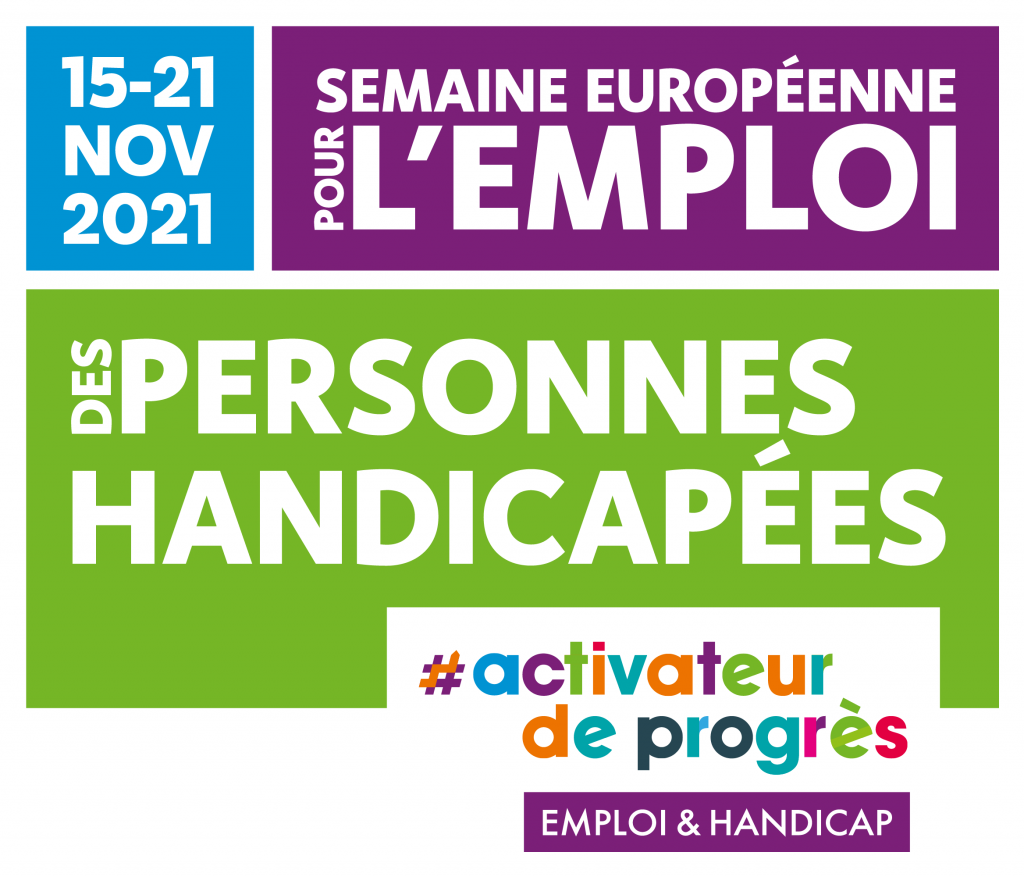 15-21
NOV
2021
SEMAINE EUROPÉENNE
POUR L'EMPLOI
DES PERSONNES
HANDICAPÉES
#activateur
de progrès
EMPLOI & HANDICAP